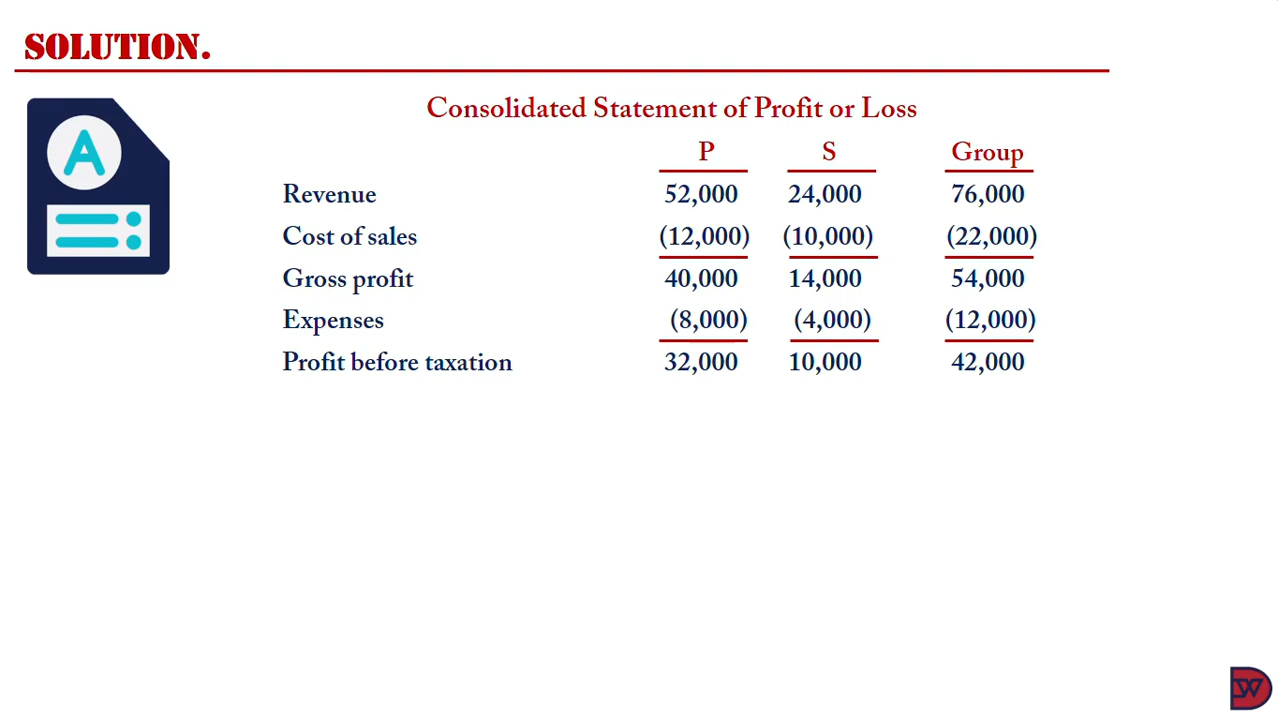 SOLUTION.
A
Consolidated Statement of Profit or Loss
P S Group
Revenue 52,000 24,000 76,000
Cost of sales (12,000) (10,000) (22,000)
Gross profit 40,000 14,000 54,000
Expenses (8,000) (4,000) (12,000)
Profit before taxation 32,000 10,000 42,000
DW